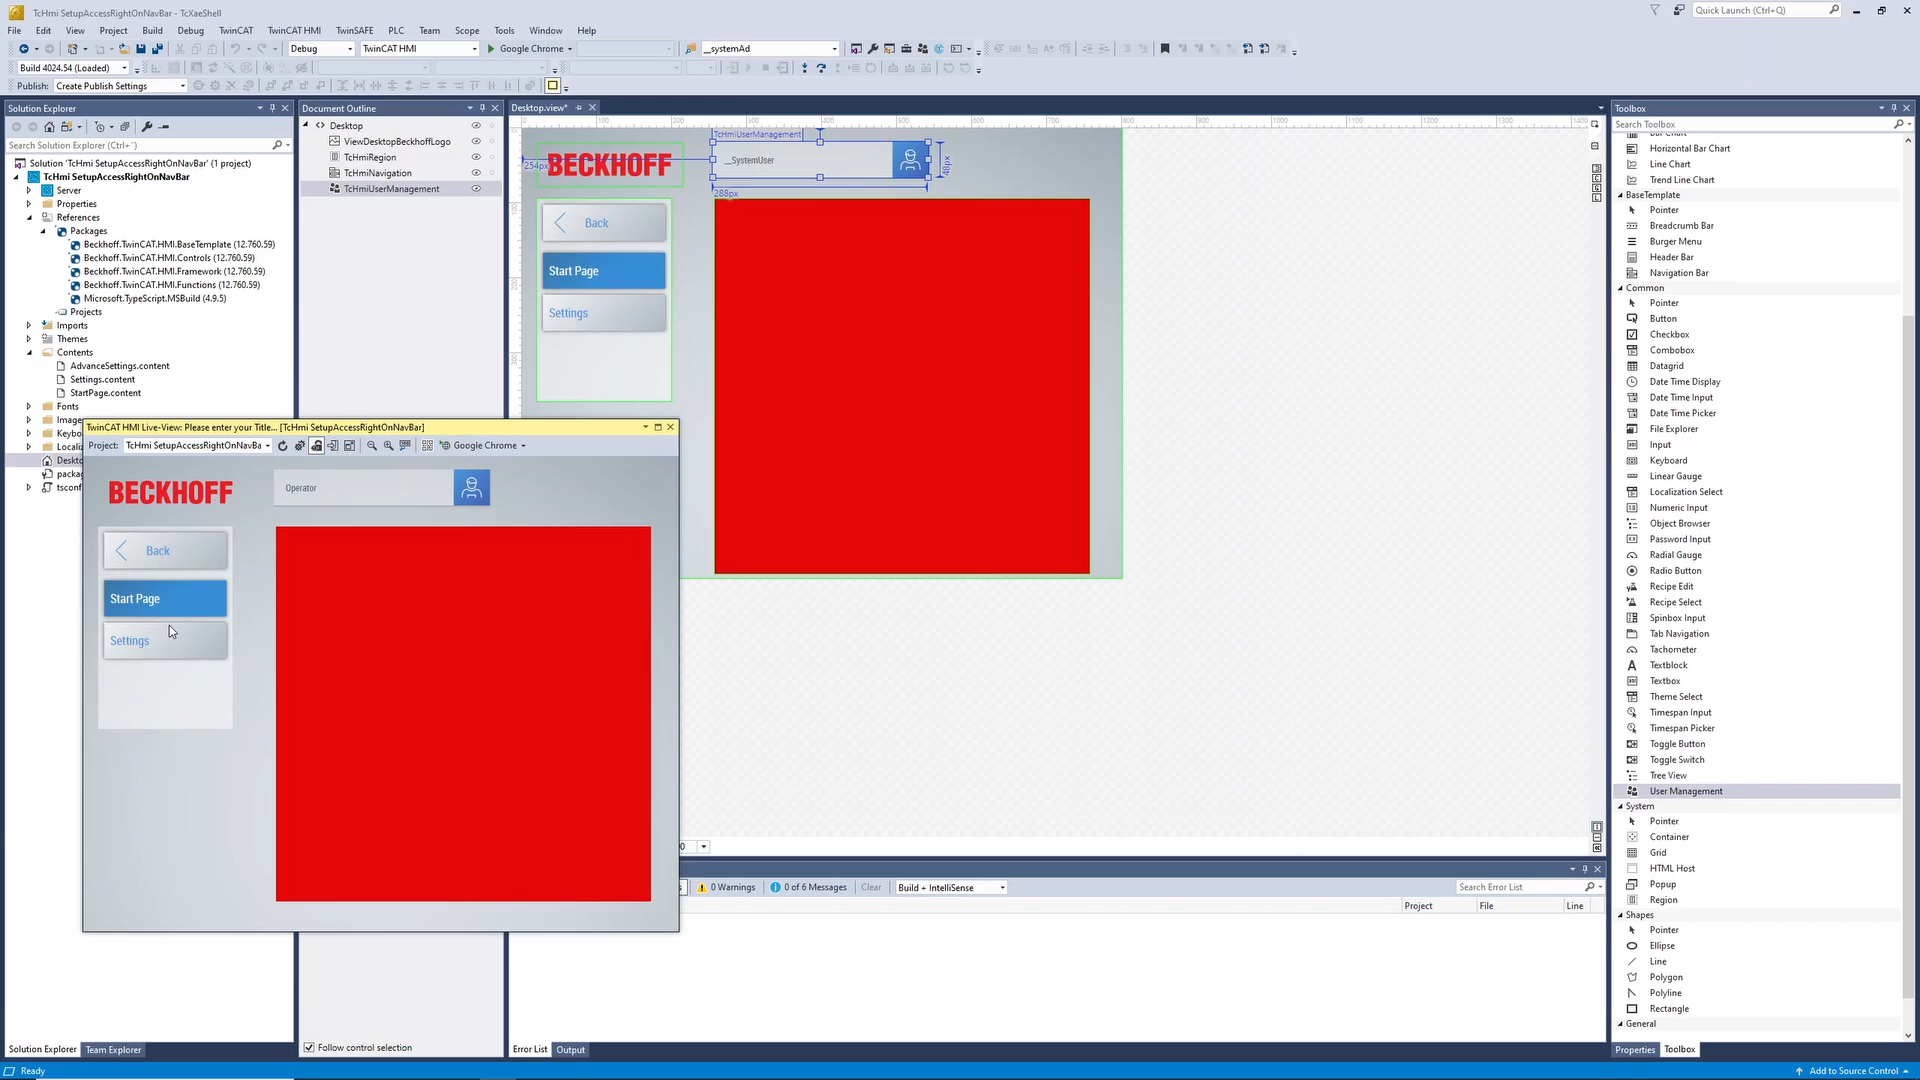 TcHmi SetupAccessRightOnNavBar - TcXaeShell
Quick Launch (Ctrl+Q)
File Edit View Project Build Debug TwinCAT TwinCAT HMI TwinSAFE PLC Team Scope Tools Window Help
Debug TwinCAT HMI Google Chrome __systemAd
Build 4024.54 (Loaded)
Publish: Create Publish Settings
Solution Explorer
Search Solution Explorer (Ctrl+¨)
Solution 'TcHmi SetupAccessRightOnNavBar' (1 project)
TcHmi SetupAccessRightOnNavBar
Server
Properties
References
Packages
Beckhoff.TwinCAT.HMI.BaseTemplate (12.760.59)
Beckhoff.TwinCAT.HMI.Controls (12.760.59)
Beckhoff.TwinCAT.HMI.Framework (12.760.59)
Beckhoff.TwinCAT.HMI.Functions (12.760.59)
Microsoft.TypeScript.MSBuild (4.9.5)
Projects
Imports
Themes
Contents
AdvanceSettings.content
Settings.content
StartPage.content
Fonts
Image
Keybo
Localiz
Deskto
packag
tsconf
Document Outline
Desktop
ViewDesktopBeckhoffLogo
TcHmiRegion
TcHmiNavigation
TcHmiUserManagement
Follow control selection
Desktop.view*
TcHmiUserManagement
254px
BECKHOFF
__SystemUser
48px
288px
Back
Start Page
Settings
TwinCAT HMI Live-View: Please enter your Title... [TcHmi SetupAccessRightOnNavBar]
Project: TcHmi SetupAccessRightOnNavBa Google Chrome
BECKHOFF
Operator
Back
Start Page
Settings
0 Warnings 0 of 6 Messages Clear Build + IntelliSense Search Error List
Project File Line
Error List Output
Solution Explorer Team Explorer
Toolbox
Search Toolbox
Bar Chart
Horizontal Bar Chart
Line Chart
Trend Line Chart
BaseTemplate
Pointer
Breadcrumb Bar
Burger Menu
Header Bar
Navigation Bar
Common
Pointer
Button
Checkbox
Combobox
Datagrid
Date Time Display
Date Time Input
Date Time Picker
File Explorer
Input
Keyboard
Linear Gauge
Localization Select
Numeric Input
Object Browser
Password Input
Radial Gauge
Radio Button
Recipe Edit
Recipe Select
Spinbox Input
Tab Navigation
Tachometer
Textblock
Textbox
Theme Select
Timespan Input
Timespan Picker
Toggle Button
Toggle Switch
Tree View
User Management
System
Pointer
Container
Grid
HTML Host
Popup
Region
Shapes
Pointer
Ellipse
Line
Polygon
Polyline
Rectangle
General
Properties Toolbox
Ready
Add to Source Control